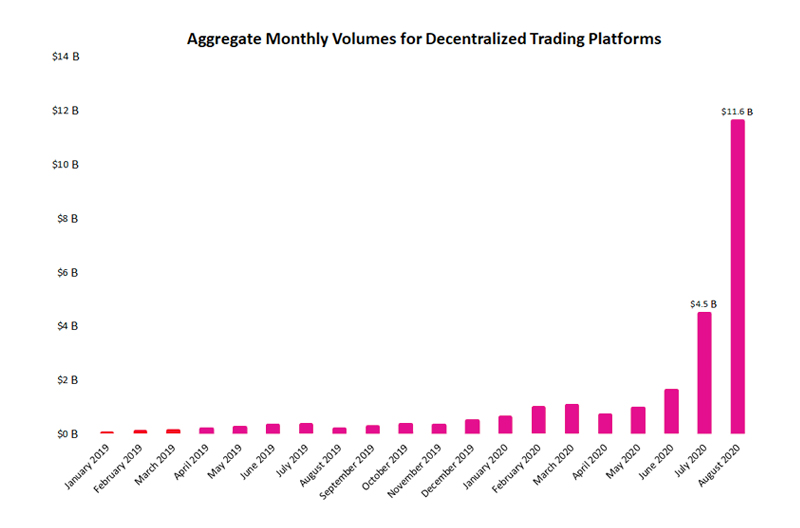 Aggregate Monthly Volumes for Decentralized Trading Platforms
$14 B
$12 B
$10 B
$8 B
$6 B
$4 B
$2 B
$0 B
$11.6 B
$4.5 B
January 2019
February 2019
March 2019
April 2019
May 2019
June 2019
July 2019
August 2019
September 2019
October 2019
November 2019
December 2019
January 2020
February 2020
March 2020
April 2020
May 2020
June 2020
July 2020
August 2020